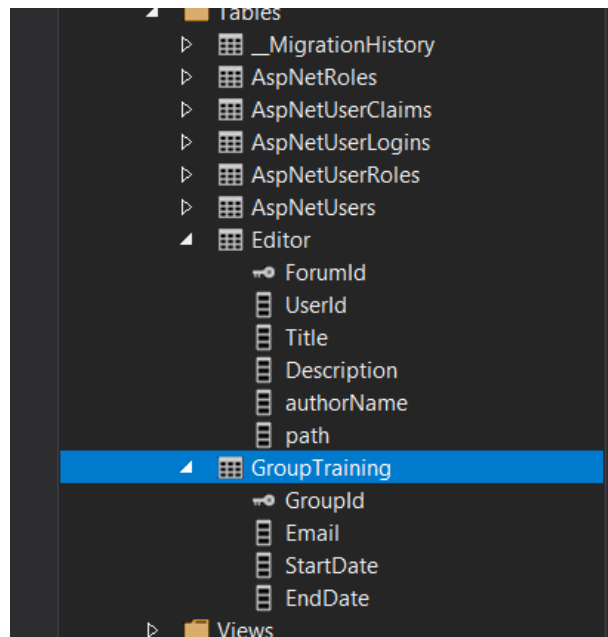 Tables
__MigrationHistory
AspNetRoles
AspNetUserClaims
AspNetUserLogins
AspNetUserRoles
AspNetUsers
Editor
ForumId
UserId
Title
Description
authorName
path
GroupTraining
GroupId
Email
StartDate
EndDate
Views